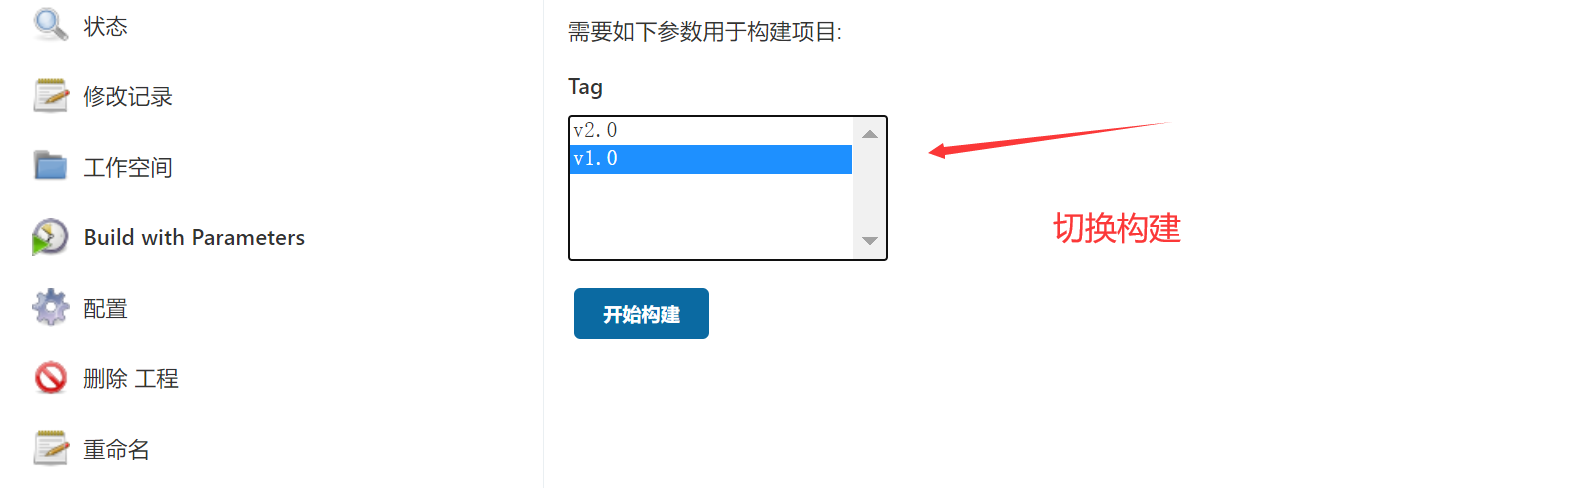 状态
修改记录
工作空间
Build with Parameters
配置
删除 工程
重命名
需要如下参数用于构建项目:
Tag
v2.0
v1.0
开始构建
切换构建